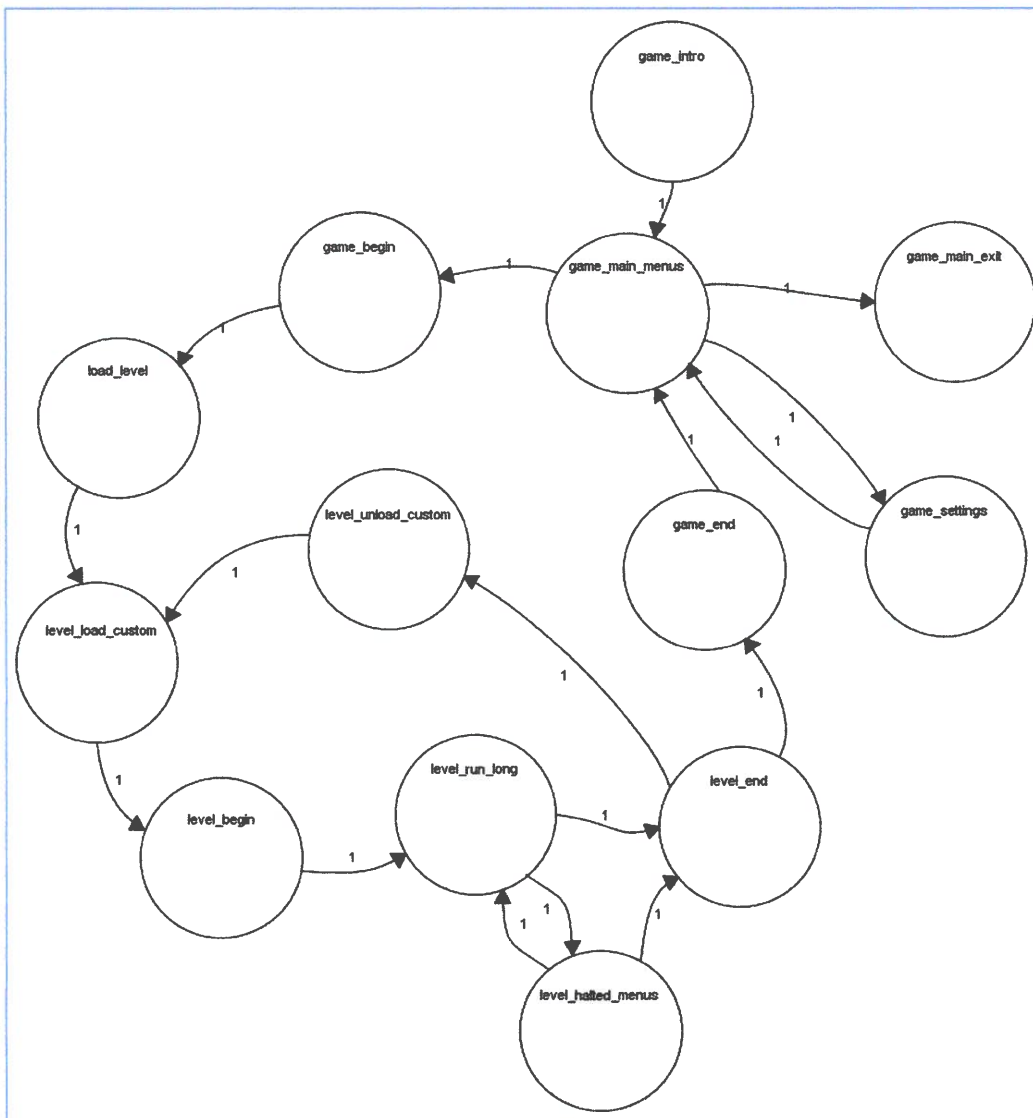 game_intro
1
game_begin
game_main_menus
game_main_exit
1
1
1
load_level
1
1
1
level_unload_custom
game_end
game_settings
1
1
level_load_custom
1
1
1
level_run_long
level_end
level_begin
1
1
1
1
1
level_halted_menus